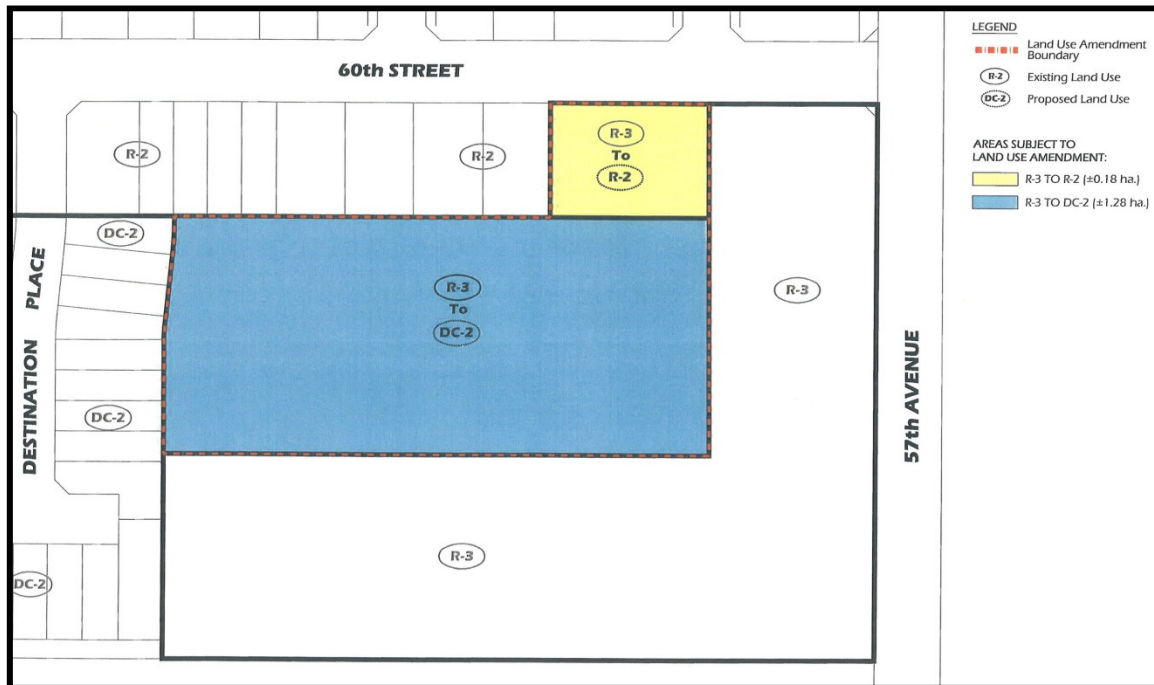 60th STREET
R-2
R-2
R-3
To
R-2
DC-2
R-3
To
DC-2
R-3
DC-2
R-3
DC-2
DESTINATION PLACE
57th AVENUE
LEGEND
Land Use Amendment
Boundary
R-2 Existing Land Use
DC-2 Proposed Land Use
AREAS SUBJECT TO
LAND USE AMENDMENT:
R-3 TO R-2 (±0.18 ha.)
R-3 TO DC-2 (±1.28 ha.)